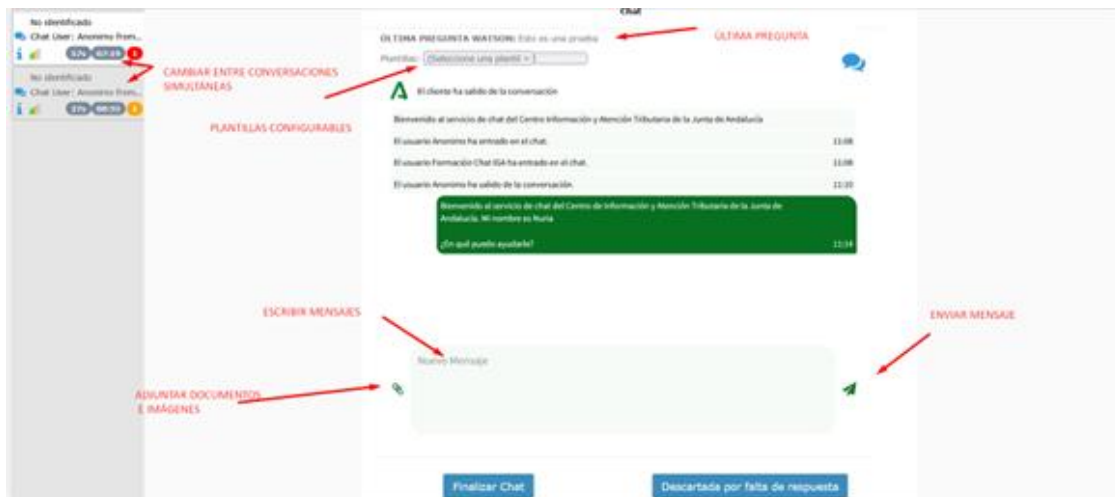 No identificado
Chat User: Anonimo from...
No identificado
Chat User: Anonimo from...
CAMBIAR ENTRE CONVERSACIONES
SIMULTÁNEAS
PLANTILLAS CONFIGURABLES
Chat
ÚLTIMA PREGUNTA WATSON: Esto es una prueba
ÚLTIMA PREGUNTA
Plantillas:
El cliente ha salido de la conversación
Bienvenido al servicio de chat del Centro Información y Atención Tributaria de la Junta de Andalucía
El usuario Anonimo ha entrado en el chat. 11:08
El usuario Formación Chat IGA ha entrado en el chat. 11:08
El usuario Anonimo ha salido de la conversación. 11:10
Bienvenido al servicio de chat del Centro de Información y Atención Tributaria de la Junta de
Andalucía. Mi nombre es Nuria
¿En qué puedo ayudarle? 11:14
ESCRIBIR MENSAJES
ENVIAR MENSAJE
Nuevo Mensaje
ADJUNTAR DOCUMENTOS
E IMÁGENES
Finalizar Chat
Descartada por falta de respuesta